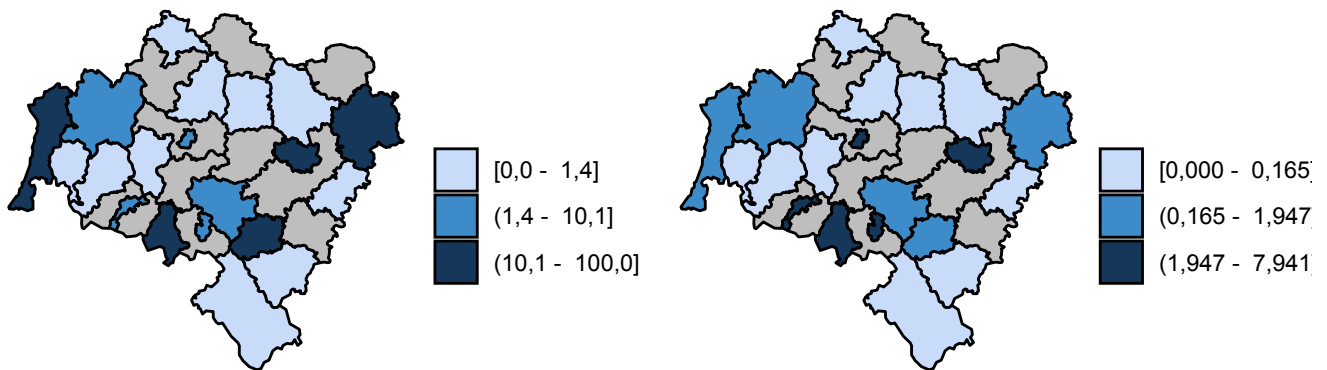 [0,0 - 1,4]
(1,4 - 10,1]
(10,1 - 100,0]
[0,000 - 0,165]
(0,165 - 1,947]
(1,947 - 7,941]